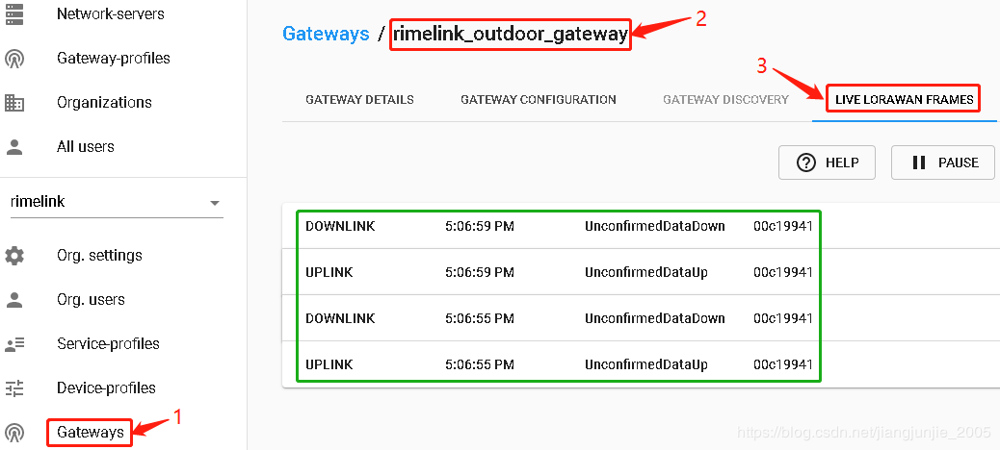 Network-servers
Gateway-profiles
Organizations
All users
rimelink
Org. settings
Org. users
Service-profiles
Device-profiles
Gateways
1
Gateways / rimelink_outdoor_gateway
2
3
GATEWAY DETAILS GATEWAY CONFIGURATION GATEWAY DISCOVERY LIVE LORAWAN FRAMES
HELP PAUSE
DOWNLINK 5:06:59 PM UnconfirmedDataDown 00c19941
UPLINK 5:06:59 PM UnconfirmedDataUp 00c19941
DOWNLINK 5:06:55 PM UnconfirmedDataDown 00c19941
UPLINK 5:06:55 PM UnconfirmedDataUp 00c19941
https://blog.csdn.net/jiangjunjie_2005